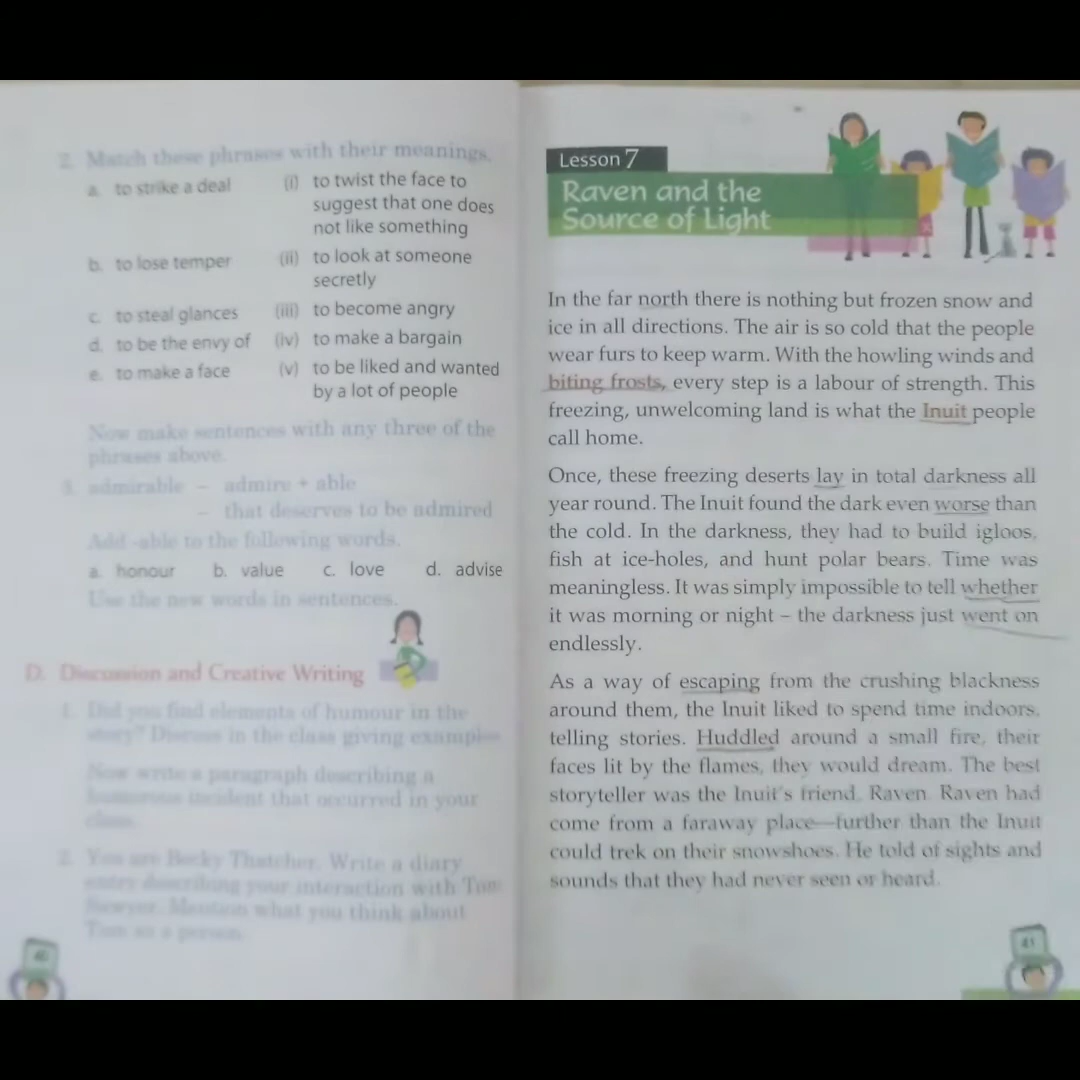 2. Match these phrases with their meanings.
a. to strike a deal (i) to twist the face to
suggest that one does
not like something
b. to lose temper (ii) to look at someone
secretly
c. to steal glances (iii) to become angry
d. to be the envy of (iv) to make a bargain
e. to make a face (v) to be liked and wanted
by a lot of people
Now make sentences with any three of the
phrases above.
3. admirable – admire + able
– that deserves to be admired
Add -able to the following words.
a. honour b. value c. love d. advise
Use the new words in sentences.
D. Discussion and Creative Writing
1. Did you find elements of humour in the
story? Discuss in the class giving examples
Now write a paragraph describing a
humorous incident that occurred in your
class.
2. You are Becky Thatcher. Write a diary
entry describing your interaction with Tom
Sawyer. Mention what you think about
Tom as a person.
40
Lesson 7
Raven and the
Source of Light
In the far north there is nothing but frozen snow and
ice in all directions. The air is so cold that the people
wear furs to keep warm. With the howling winds and
biting frosts, every step is a labour of strength. This
freezing, unwelcoming land is what the Inuit people
call home.
Once, these freezing deserts lay in total darkness all
year round. The Inuit found the dark even worse than
the cold. In the darkness, they had to build igloos,
fish at ice-holes, and hunt polar bears. Time was
meaningless. It was simply impossible to tell whether
it was morning or night – the darkness just went on
endlessly.
As a way of escaping from the crushing blackness
around them, the Inuit liked to spend time indoors,
telling stories. Huddled around a small fire, their
faces lit by the flames, they would dream. The best
storyteller was the Inuit's friend, Raven. Raven had
come from a faraway place—further than the Inuit
could trek on their snowshoes. He told of sights and
sounds that they had never seen or heard.
41